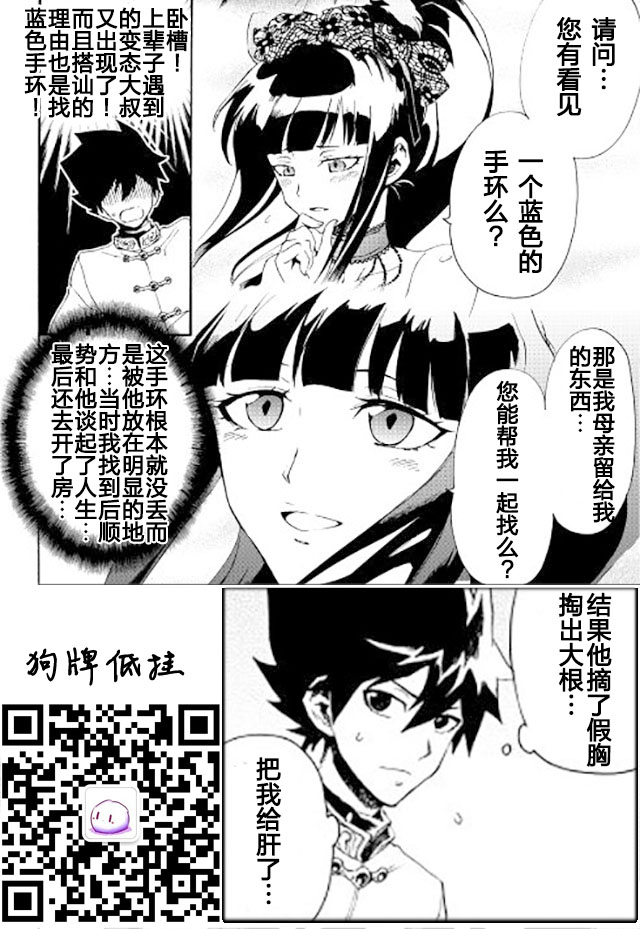 请问…
您有看见
一个蓝色的
手环么？
卧槽！
上辈子遇到
的变态大叔
又出现了！
而且搭讪的
理由也是找
蓝色手环！
那是我母亲留给我
的东西…
您能帮我一起找么？
这手环根本就没丢而
是被他放在明显的地
方…当时我找到后顺
势和他谈起了人生…
最后还去开了房…
结果他摘了假胸
掏出大根…
把我给肝了…
狗牌低挂